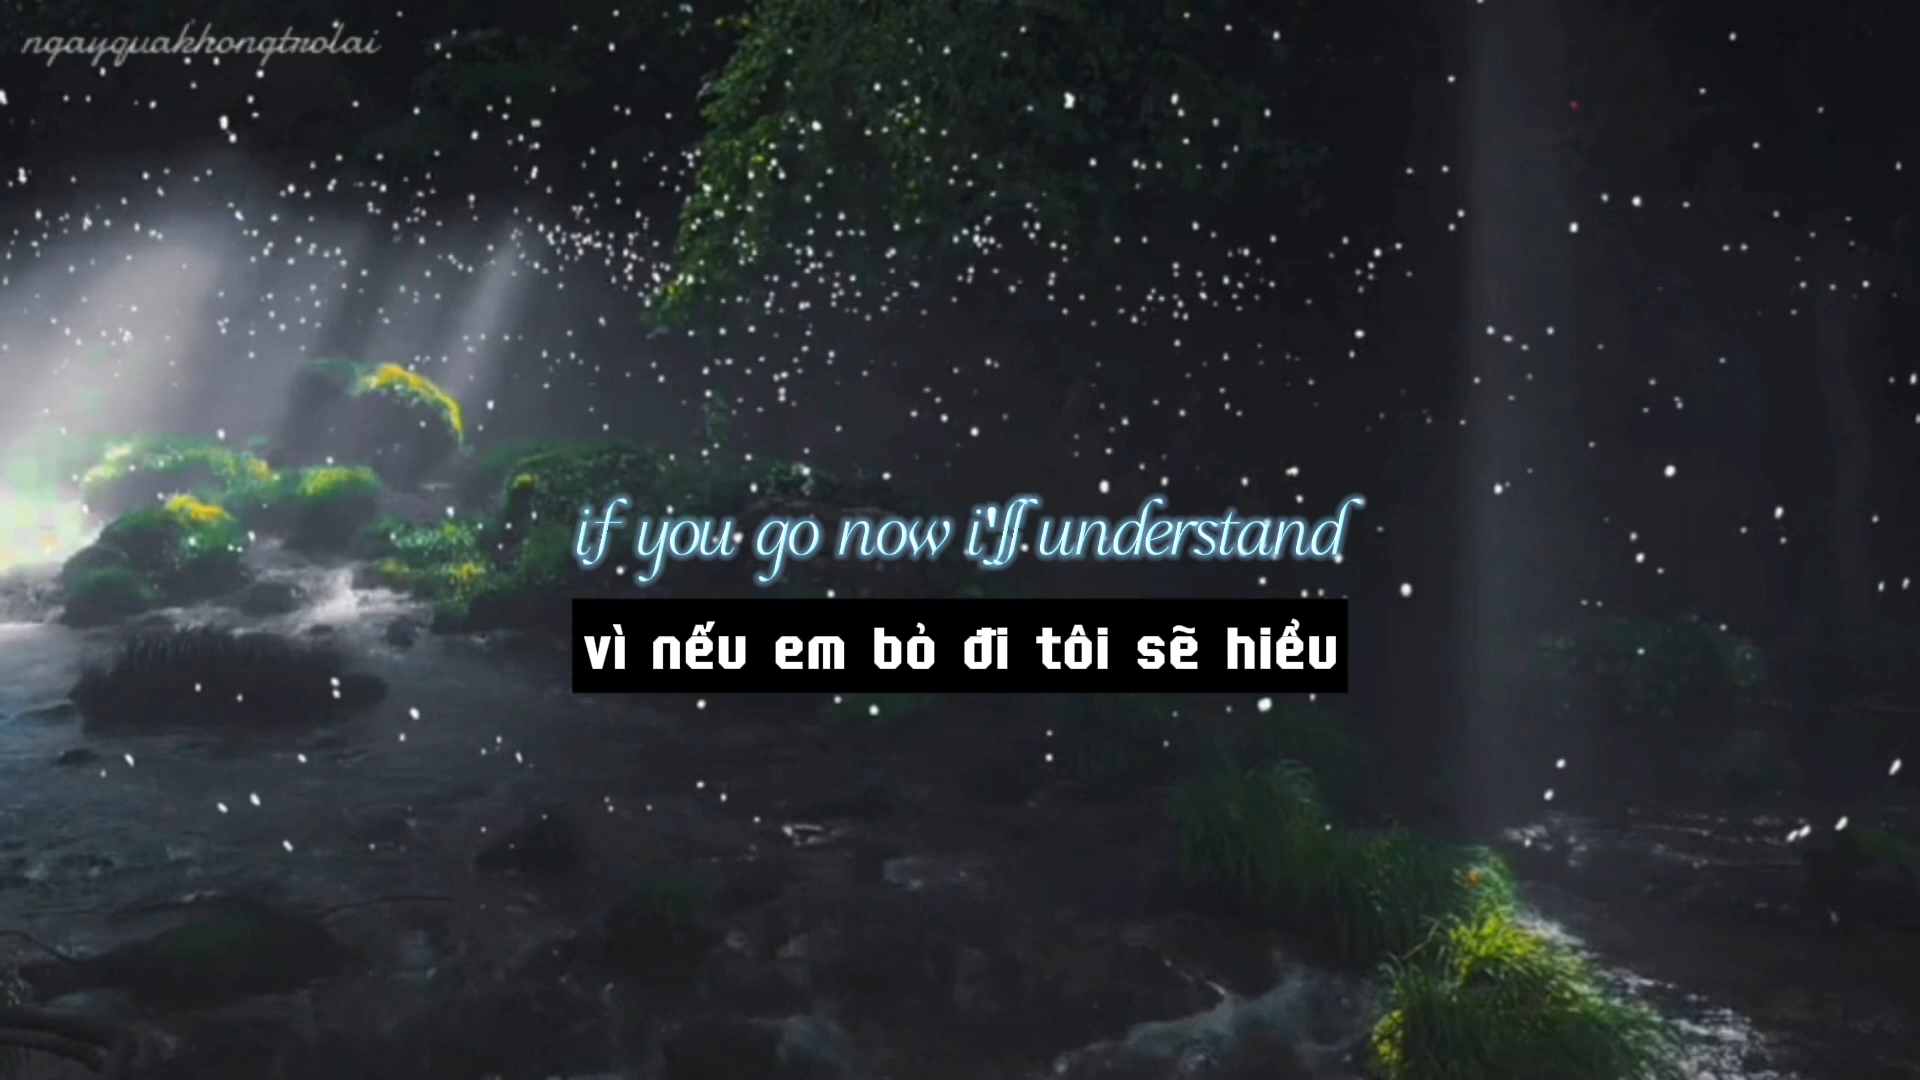 ngayquakhongtrolai
if you go now i'll understand
vì nếu em bỏ đi tôi sẽ hiểu